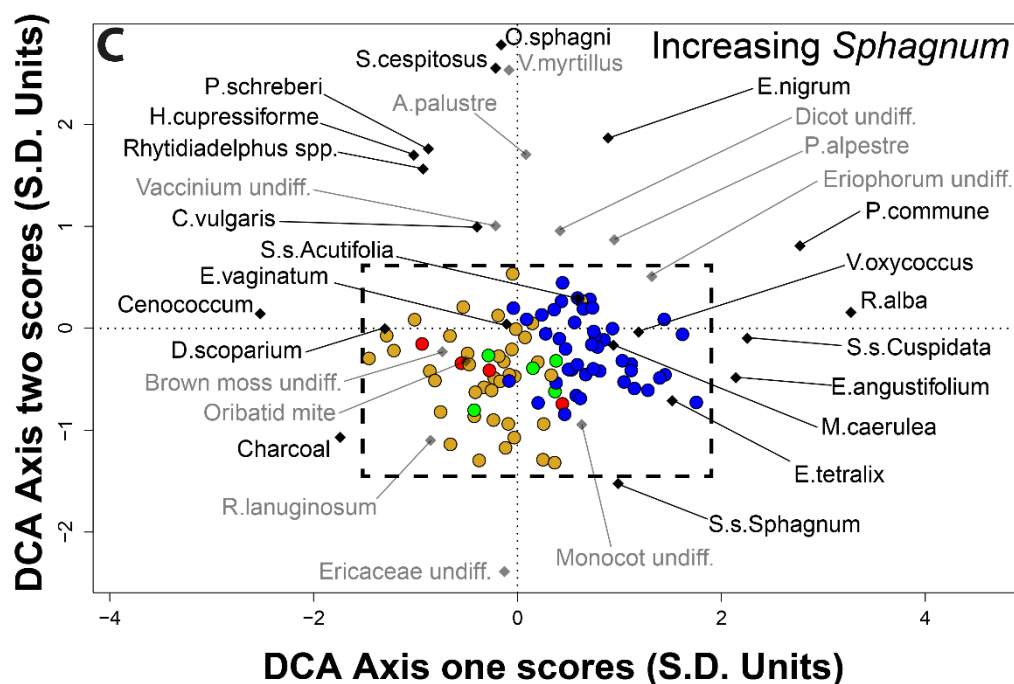 C
Increasing Sphagnum
O.sphagni
S.cespitosus
V.myrtillus
P.schreberi
A.palustre
E.nigrum
H.cupressiforme
Dicot undiff.
Rhytidiadelphus spp.
P.alpestre
Vaccinium undiff.
Eriophorum undiff.
C.vulgaris
P.commune
S.s.Acutifolia
E.vaginatum
V.oxycoccus
Cenococcum
R.alba
D.scoparium
S.s.Cuspidata
Brown moss undiff.
E.angustifolium
Oribatid mite
M.caerulea
Charcoal
E.tetralix
R.lanuginosum
S.s.Sphagnum
Monocot undiff.
Ericaceae undiff.
DCA Axis two scores (S.D. Units)
2
1
0
−1
−2
−4
−2
0
2
4
DCA Axis one scores (S.D. Units)